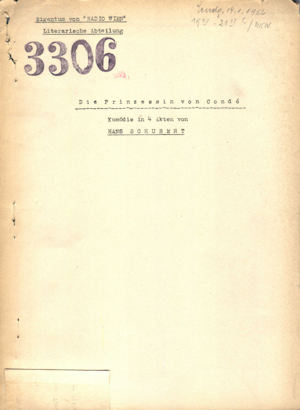 Eigentum von "RADIO WIEN"
Literarische Abteilung
3306
Die Prinzessin von Condé
Komödie in 4 Akten von
HANS SCHUBERT